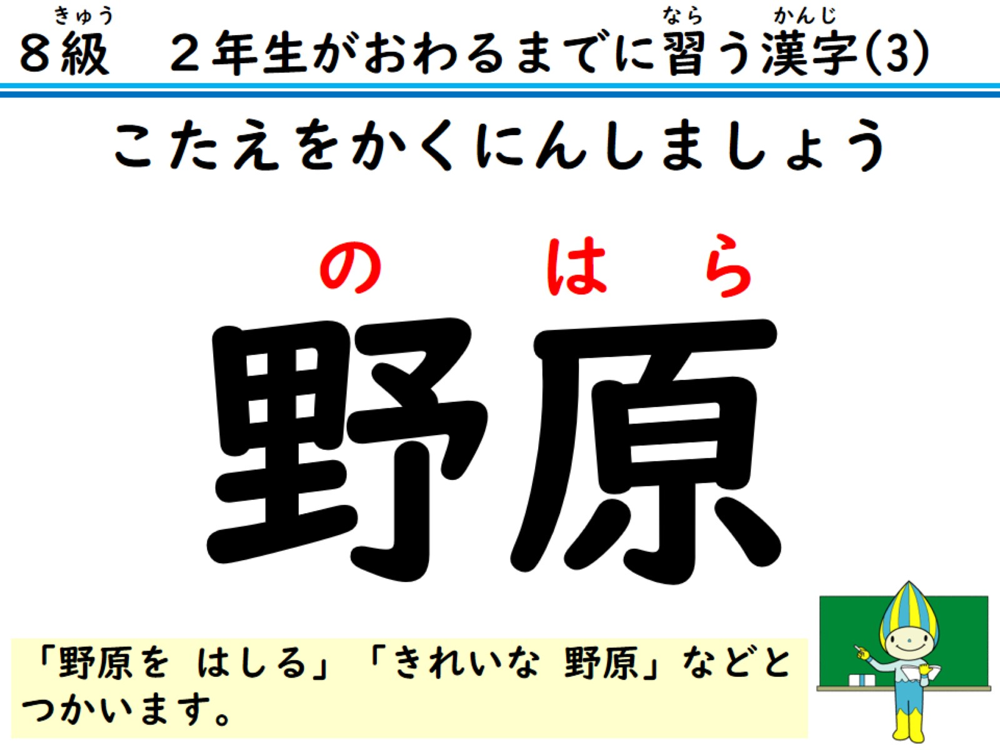 きゅう なら かんじ
８級　２年生がおわるまでに習う漢字(3)
こたえをかくにんしましょう
の は ら
野原
「野原を はしる」「きれいな 野原」などと
つかいます。